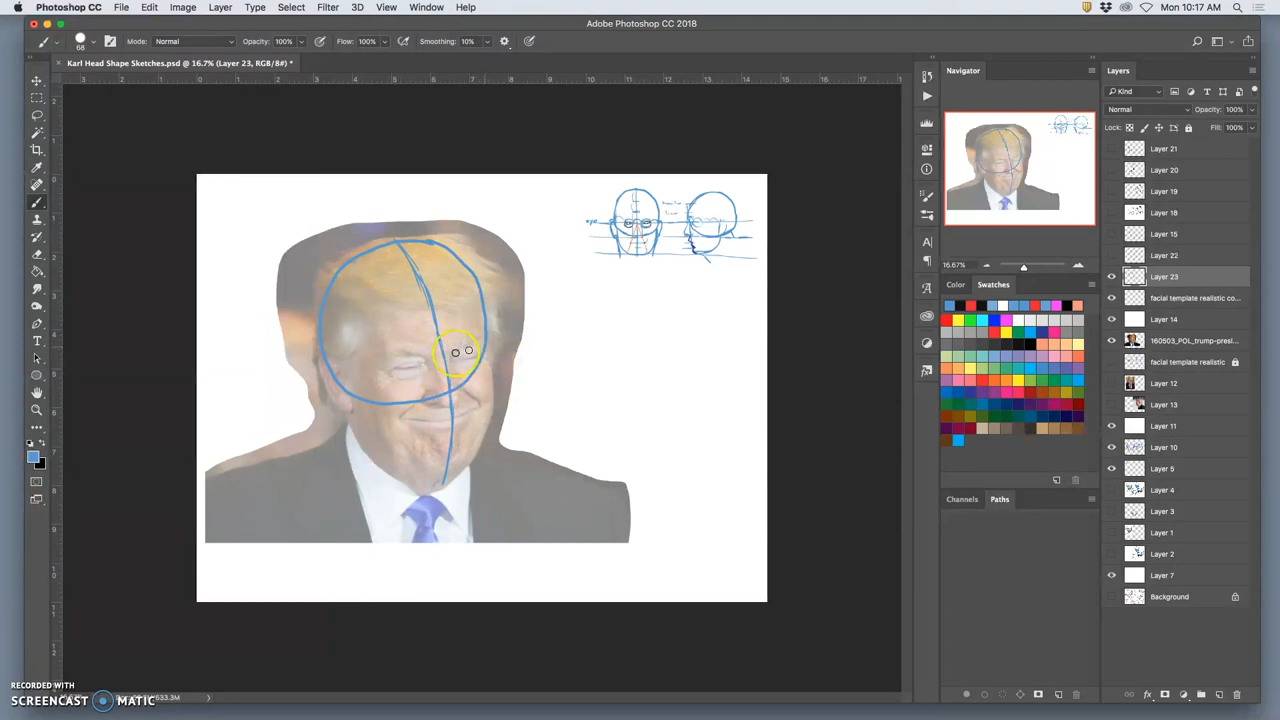 Photoshop CC File Edit Image Layer Type Select Filter 3D View Window Help Mon 10:17 AM
Adobe Photoshop CC 2018
68 Mode: Normal Opacity: 100% Flow: 100% Smoothing: 10%
Karl Head Shape Sketches.psd @ 16.7% (Layer 23, RGB/8#) *
Navigator
16.67%
Color Swatches
Channels Paths
Layers
Kind
Normal Opacity: 100%
Lock: Fill: 100%
Layer 21
Layer 20
Layer 19
Layer 18
Layer 15
Layer 22
Layer 23
facial template realistic co...
Layer 14
160503_POL_trump-presi...
facial template realistic
Layer 12
Layer 13
Layer 11
Layer 10
Layer 5
Layer 4
Layer 3
Layer 1
Layer 2
Layer 7
Background
eye
RECORDED WITH
SCREENCAST MATIC